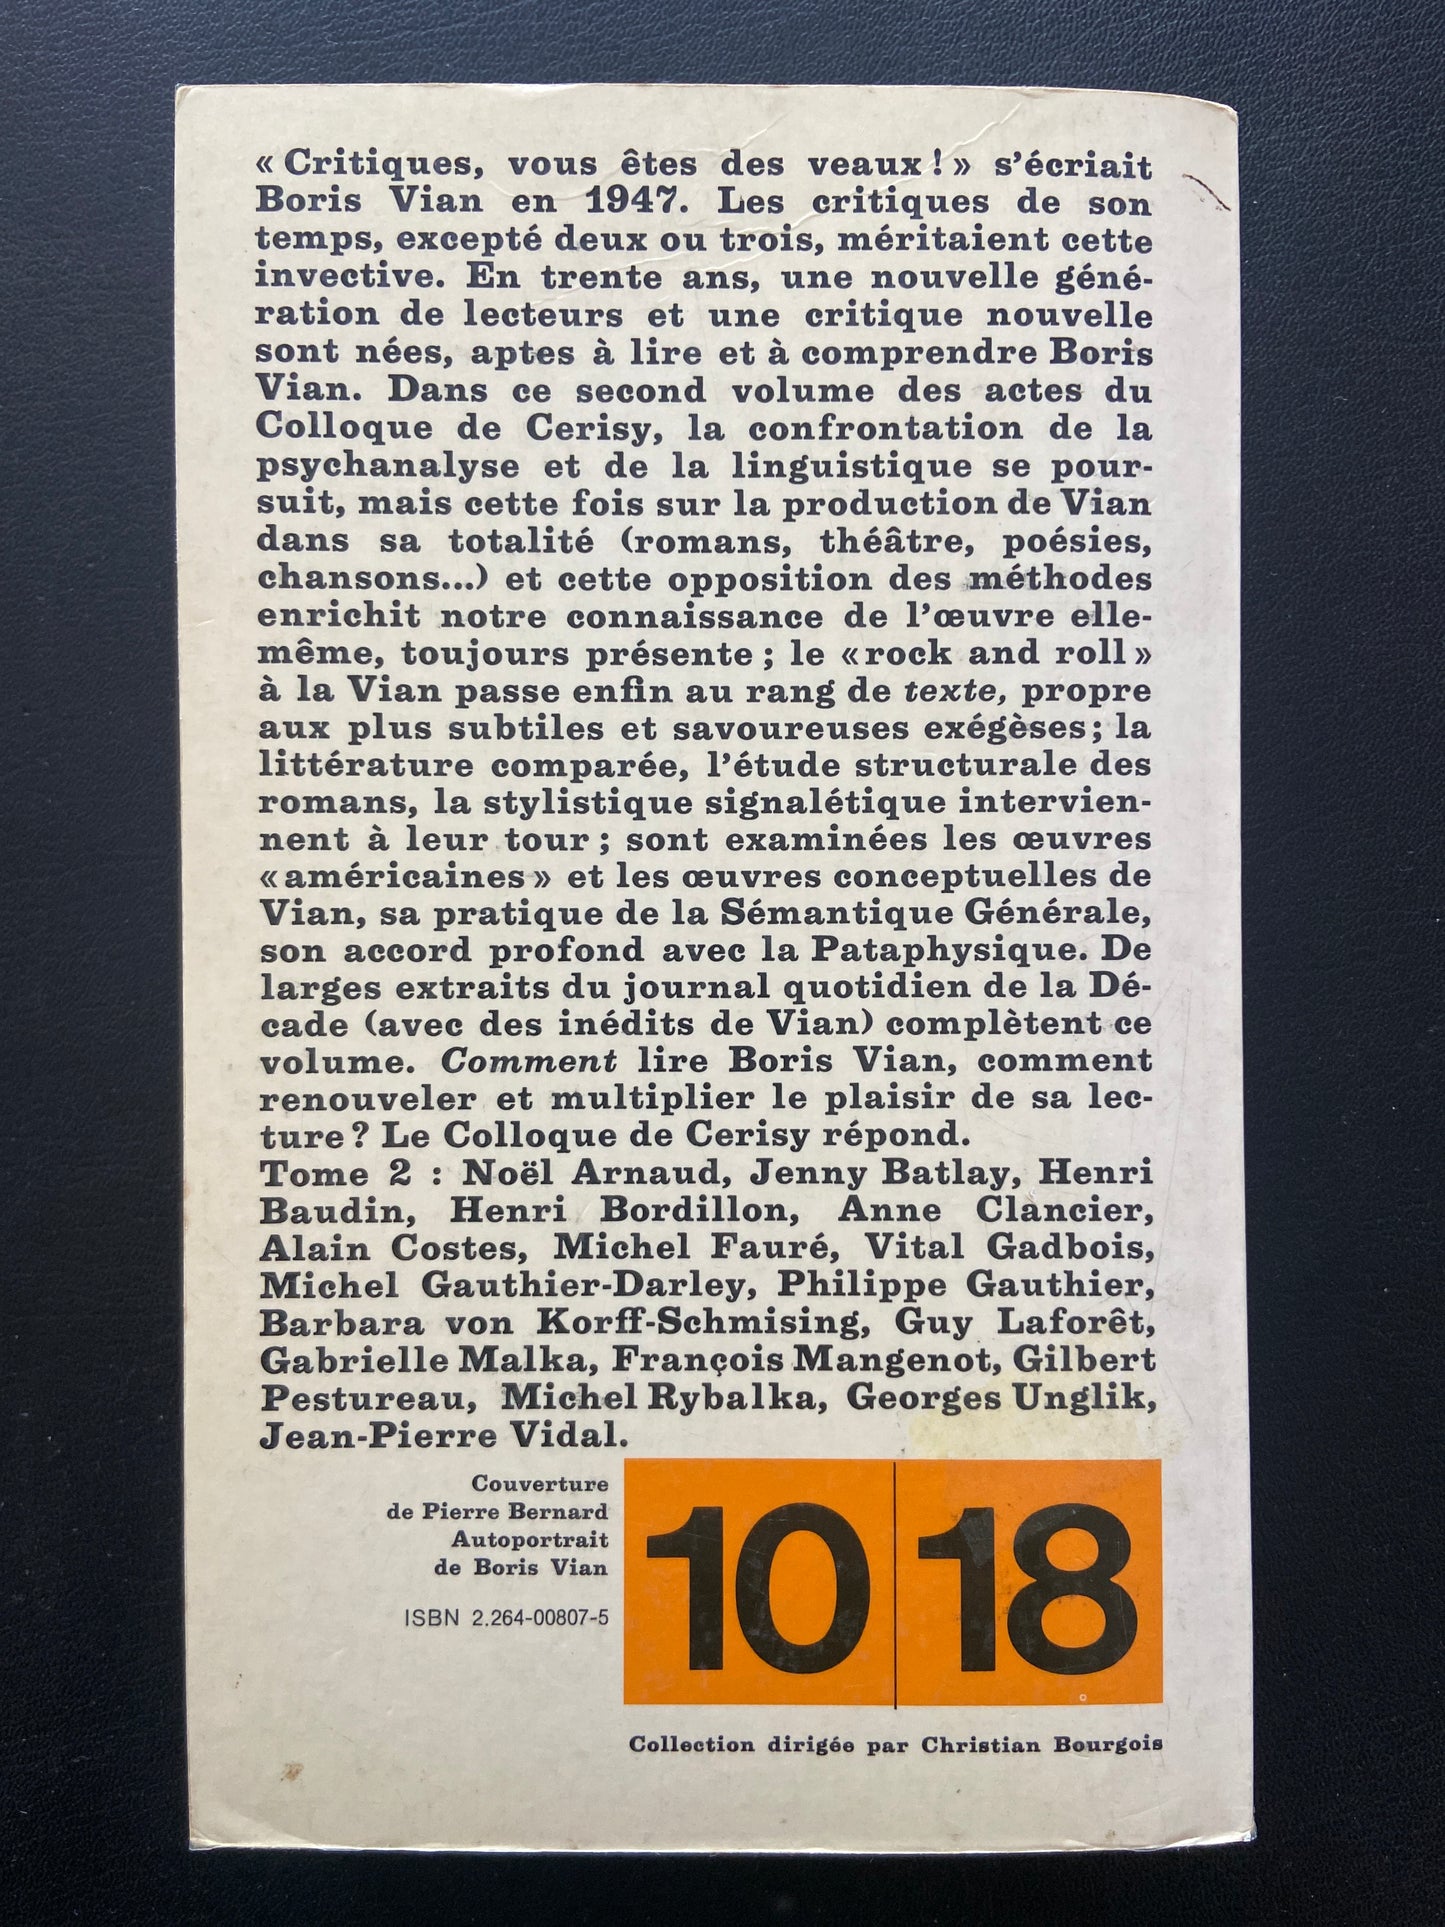 « Critiques, vous êtes des veaux ! » s'écriait
Boris Vian en 1947. Les critiques de son
temps, excepté deux ou trois, méritaient cette
invective. En trente ans, une nouvelle géné-
ration de lecteurs et une critique nouvelle
sont nées, aptes à lire et à comprendre Boris
Vian. Dans ce second volume des actes du
Colloque de Cerisy, la confrontation de la
psychanalyse et de la linguistique se pour-
suit, mais cette fois sur la production de Vian
dans sa totalité (romans, théâtre, poésies,
chansons...) et cette opposition des méthodes
enrichit notre connaissance de l'œuvre elle-
même, toujours présente ; le « rock and roll »
à la Vian passe enfin au rang de texte, propre
aux plus subtiles et savoureuses exégèses ; la
littérature comparée, l'étude structurale des
romans, la stylistique signalétique intervien-
nent à leur tour ; sont examinées les œuvres
« américaines » et les œuvres conceptuelles de
Vian, sa pratique de la Sémantique Générale,
son accord profond avec la Pataphysique. De
larges extraits du journal quotidien de la Dé-
cade (avec des inédits de Vian) complètent ce
volume. Comment lire Boris Vian, comment
renouveler et multiplier le plaisir de sa lec-
ture ? Le Colloque de Cerisy répond.
Tome 2 : Noël Arnaud, Jenny Batlay, Henri
Baudin, Henri Bordillon, Anne Clancier,
Alain Costes, Michel Fauré, Vital Gadbois,
Michel Gauthier-Darley, Philippe Gauthier,
Barbara von Korff-Schmising, Guy Laforêt,
Gabrielle Malka, François Mangenot, Gilbert
Pestureau, Michel Rybalka, Georges Unglik,
Jean-Pierre Vidal.
Couverture
de Pierre Bernard
Autoportrait
de Boris Vian
ISBN 2.264-00807-5
10 18
Collection dirigée par Christian Bourgois